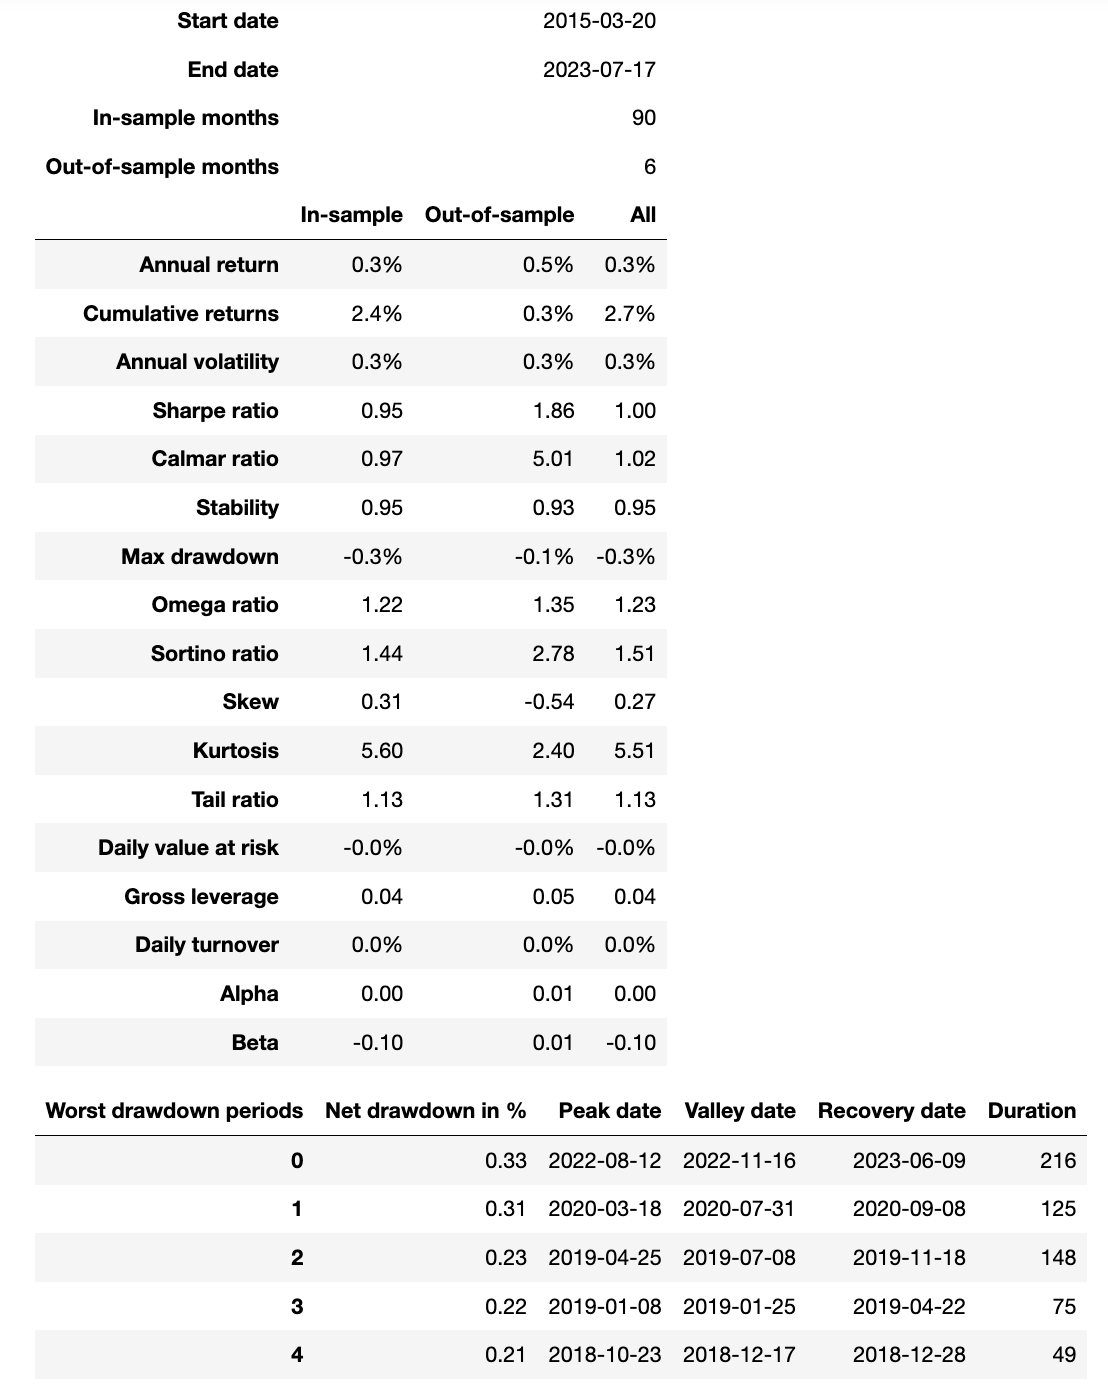 Start date 2015-03-20
End date 2023-07-17
In-sample months 90
Out-of-sample months 6
In-sample Out-of-sample All
Annual return 0.3% 0.5% 0.3%
Cumulative returns 2.4% 0.3% 2.7%
Annual volatility 0.3% 0.3% 0.3%
Sharpe ratio 0.95 1.86 1.00
Calmar ratio 0.97 5.01 1.02
Stability 0.95 0.93 0.95
Max drawdown -0.3% -0.1% -0.3%
Omega ratio 1.22 1.35 1.23
Sortino ratio 1.44 2.78 1.51
Skew 0.31 -0.54 0.27
Kurtosis 5.60 2.40 5.51
Tail ratio 1.13 1.31 1.13
Daily value at risk -0.0% -0.0% -0.0%
Gross leverage 0.04 0.05 0.04
Daily turnover 0.0% 0.0% 0.0%
Alpha 0.00 0.01 0.00
Beta -0.10 0.01 -0.10
Worst drawdown periods Net drawdown in % Peak date Valley date Recovery date Duration
0 0.33 2022-08-12 2022-11-16 2023-06-09 216
1 0.31 2020-03-18 2020-07-31 2020-09-08 125
2 0.23 2019-04-25 2019-07-08 2019-11-18 148
3 0.22 2019-01-08 2019-01-25 2019-04-22 75
4 0.21 2018-10-23 2018-12-17 2018-12-28 49